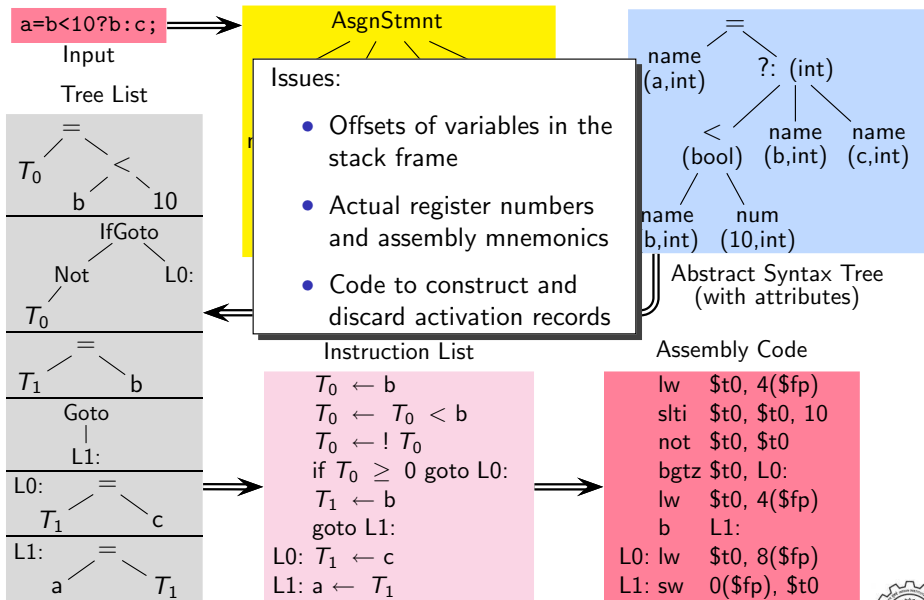 a=b<10?b:c;
Input
AsgnStmnt
Issues:
• Offsets of variables in the
stack frame
• Actual register numbers
and assembly mnemonics
• Code to construct and
discard activation records
=
name
(a,int)
?: (int)
<
(bool)
name
(b,int)
name
(c,int)
name
b,int)
num
(10,int)
Abstract Syntax Tree
(with attributes)
Tree List
=
T0
<
b
10
IfGoto
Not
L0:
T0
=
T1
b
Goto
L1:
L0:
=
T1
c
L1:
=
a
T1
Instruction List
T0 ← b
T0 ← T0 < b
T0 ← ! T0
if T0 ≥ 0 goto L0:
T1 ← b
goto L1:
L0: T1 ← c
L1: a ← T1
Assembly Code
lw $t0, 4($fp)
slti $t0, $t0, 10
not $t0, $t0
bgtz $t0, L0:
lw $t0, 4($fp)
b L1:
L0: lw $t0, 8($fp)
L1: sw 0($fp), $t0